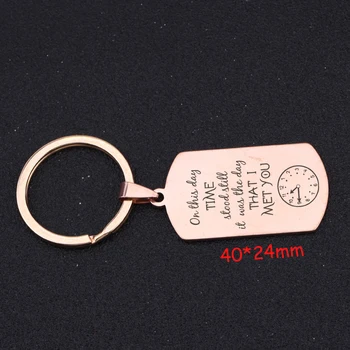 On this day
TIME
stood still
it was the day
THAT I
MET YOU
40*24mm